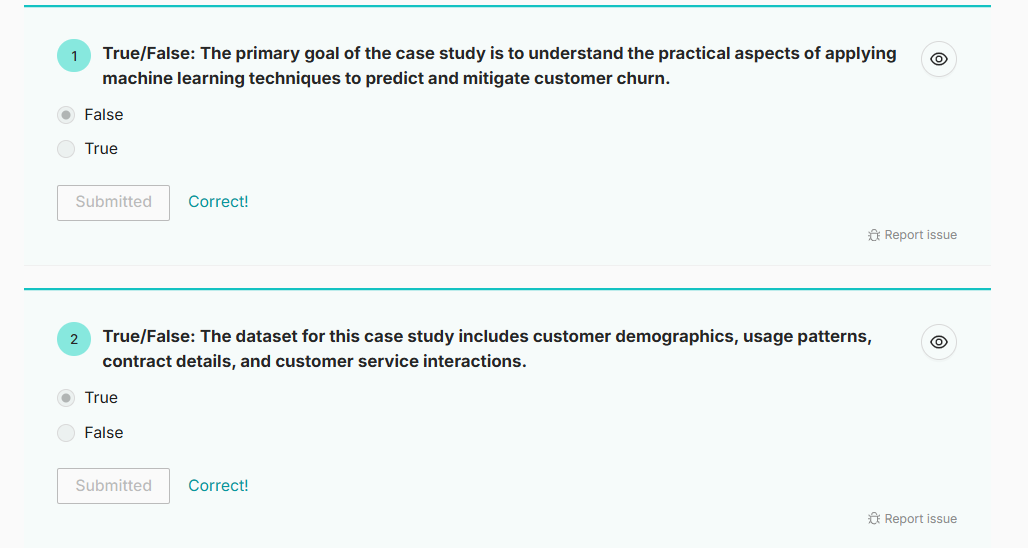 1
True/False: The primary goal of the case study is to understand the practical aspects of applying
machine learning techniques to predict and mitigate customer churn.
False
True
Submitted Correct!
Report issue
2
True/False: The dataset for this case study includes customer demographics, usage patterns,
contract details, and customer service interactions.
True
False
Submitted Correct!
Report issue